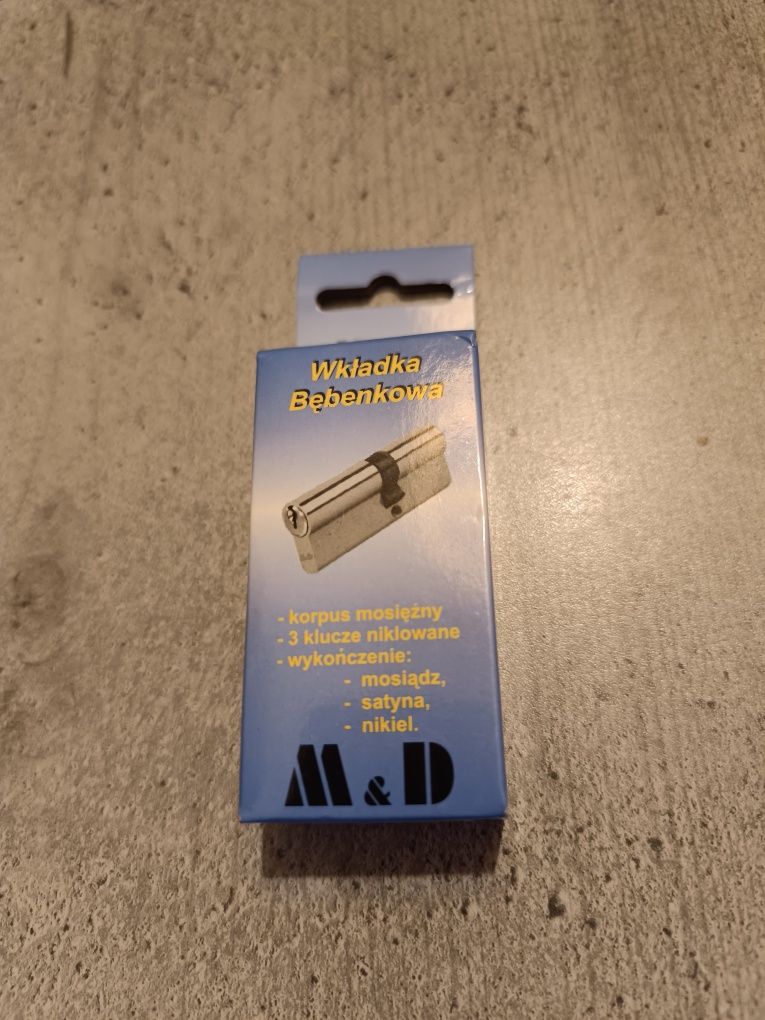 Wkładka
Bębenkowa
- korpus mosiężny
- 3 klucze niklowane
- wykończenie:
- mosiądz,
- satyna,
- nikiel.
M & D